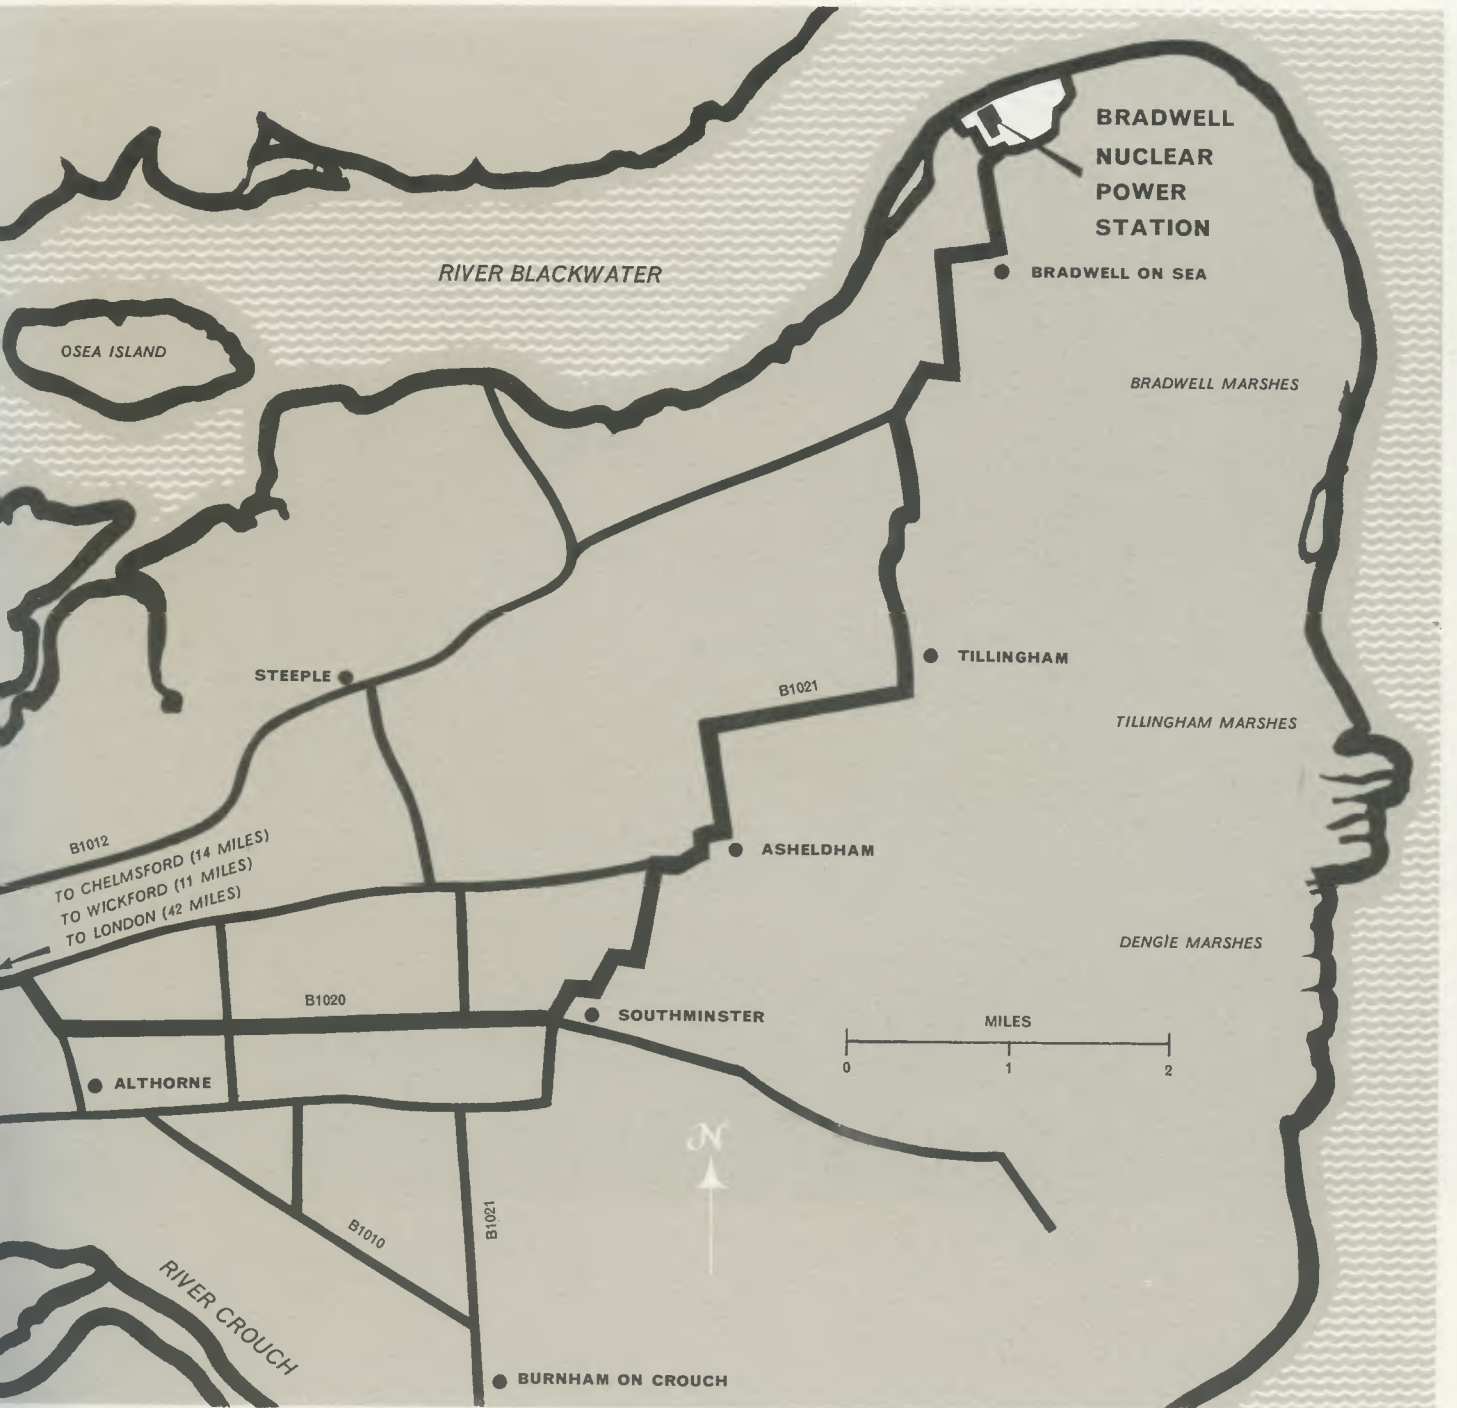 BRADWELL
NUCLEAR
POWER
STATION
RIVER BLACKWATER
BRADWELL ON SEA
OSEA ISLAND
BRADWELL MARSHES
STEEPLE
TILLINGHAM
B1021
TILLINGHAM MARSHES
B1012
TO CHELMSFORD (14 MILES)
TO WICKFORD (11 MILES)
TO LONDON (42 MILES)
ASHELDHAM
DENGIE MARSHES
B1020
SOUTHMINSTER
MILES
0 1 2
ALTHORNE
N
B1010
B1021
RIVER CROUCH
BURNHAM ON CROUCH